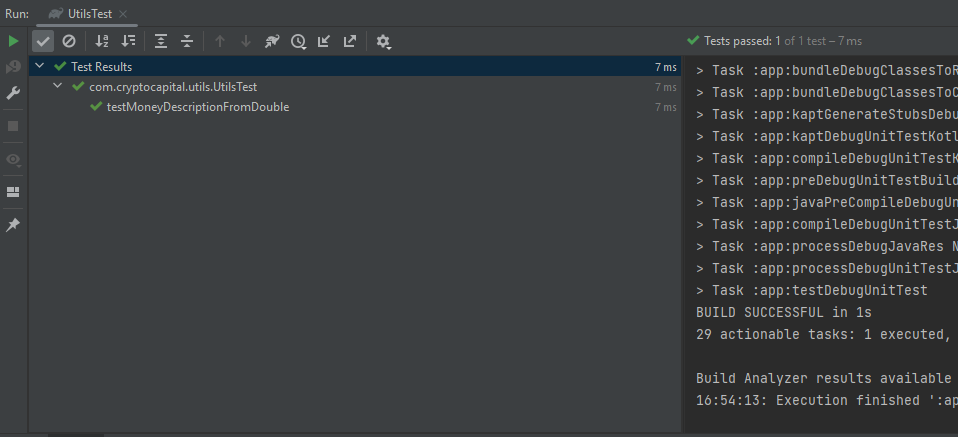 Run: UtilsTest
Tests passed: 1 of 1 test – 7 ms
Test Results 7 ms
com.cryptocapital.utils.UtilsTest 7 ms
testMoneyDescriptionFromDouble 7 ms
> Task :app:bundleDebugClassesToR
> Task :app:bundleDebugClassesToC
> Task :app:kaptGenerateStubsDebu
> Task :app:kaptDebugUnitTestKotl
> Task :app:compileDebugUnitTestK
> Task :app:preDebugUnitTestBuild
> Task :app:javaPreCompileDebugUn
> Task :app:compileDebugUnitTestJ
> Task :app:processDebugJavaRes N
> Task :app:processDebugUnitTestJ
> Task :app:testDebugUnitTest
BUILD SUCCESSFUL in 1s
29 actionable tasks: 1 executed,
Build Analyzer results available
16:54:13: Execution finished ':ap